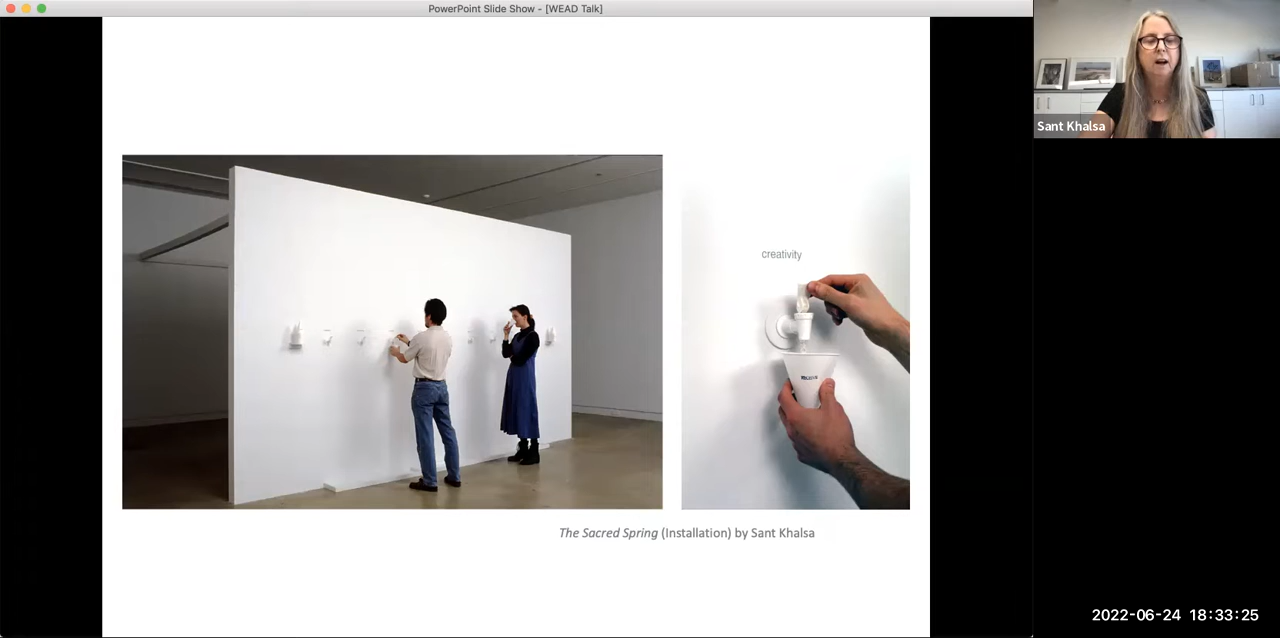 PowerPoint Slide Show - [WEAD Talk]
Sant Khalsa
creativity
The Sacred Spring (Installation) by Sant Khalsa
2022-06-24 18:33:25